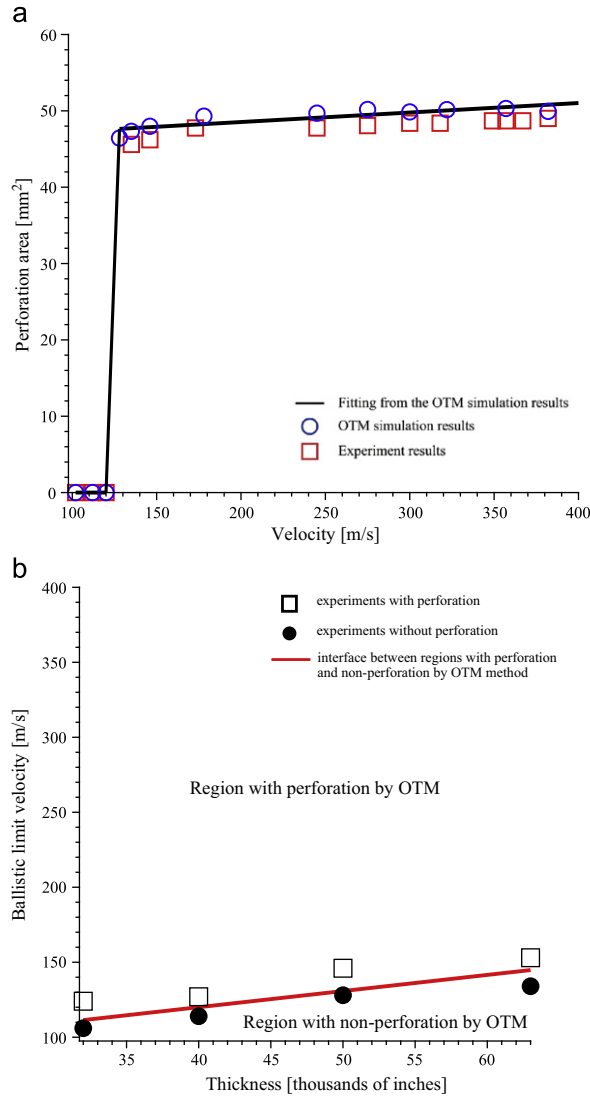 a
60
50
40
30
20
10
0
Perforation area [mm²]
Fitting from the OTM simulation results
OTM simulation results
Experiment results
100 150 200 250 300 350 400
Velocity [m/s]
b
400
350
300
250
200
150
100
Ballistic limit velocity [m/s]
experiments with perforation
experiments without perforation
interface between regions with perforation
and non-perforation by OTM method
Region with perforation by OTM
Region with non-perforation by OTM
35 40 45 50 55 60
Thickness [thousands of inches]